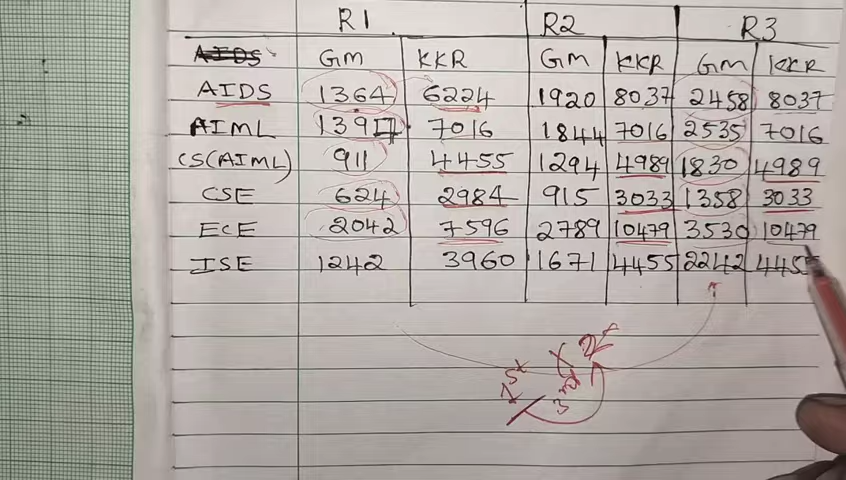 R1 R2 R3
AIDS GM KKR GM KKR GM KKR
AIDS 1364 6224 1920 8037 2458 8037
AIML 1397 7016 1844 7016 2535 7016
CS(AIML) 911 4455 1294 4989 1830 4989
CSE 624 2984 915 3033 1358 3033
ECE 2042 7596 2789 10479 3530 10479
ISE 1242 3960 1671 4455 2242 4455
1st